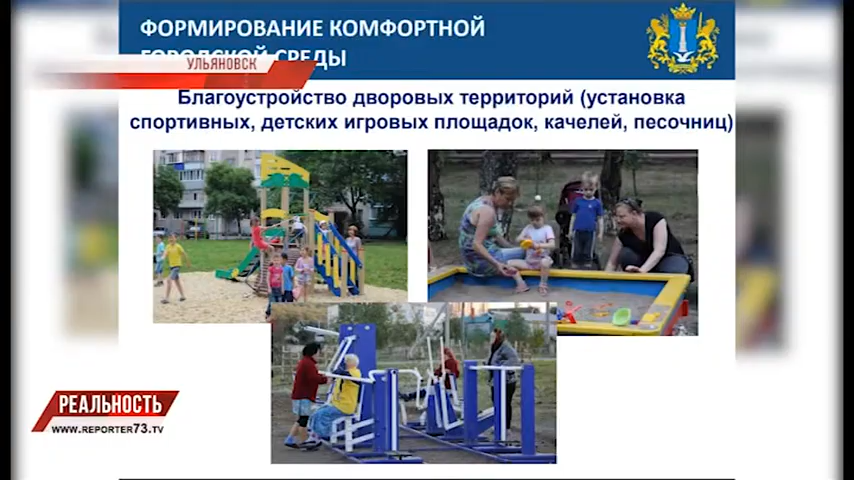 ФОРМИРОВАНИЕ КОМФОРТНОЙ
ГОРОДСКОЙ СРЕДЫ
УЛЬЯНОВСК
Благоустройство дворовых территорий (установка
спортивных, детских игровых площадок, качелей, песочниц)
РЕАЛЬНОСТЬ
WWW.REPORTER73.TV